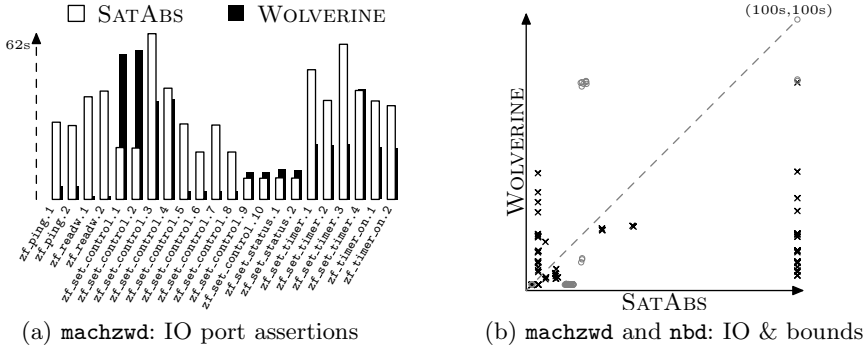 SATABS WOLVERINE
62s
zf_ping.1
zf_ping.2
zf_readw.1
zf_readw.2
zf_set_control.1
zf_set_control.2
zf_set_control.3
zf_set_control.4
zf_set_control.5
zf_set_control.6
zf_set_control.7
zf_set_control.8
zf_set_control.9
zf_set_control.10
zf_set_status.1
zf_set_status.2
zf_set_timer.1
zf_set_timer.2
zf_set_timer.3
zf_set_timer.4
zf_timer_on.1
zf_timer_on.2
(a) machzwd: IO port assertions
(100s,100s)
WOLVERINE
SATABS
(b) machzwd and nbd: IO & bounds